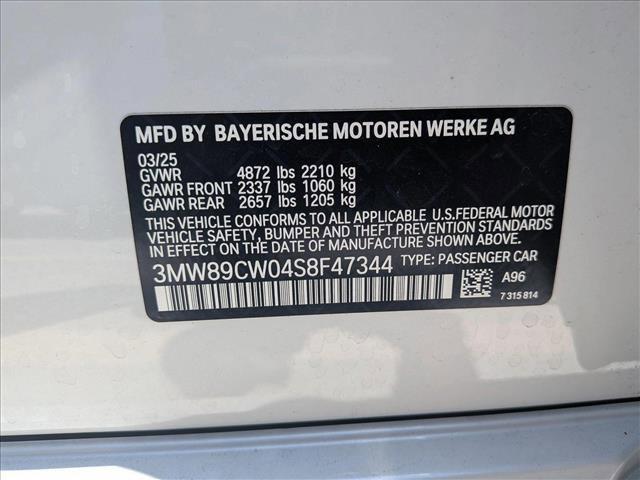 MFD BY BAYERISCHE MOTOREN WERKE AG
03/25
GVWR 4872 lbs 2210 kg
GAWR FRONT 2337 lbs 1060 kg
GAWR REAR 2657 lbs 1205 kg
THIS VEHICLE CONFORMS TO ALL APPLICABLE U.S.FEDERAL MOTOR
VEHICLE SAFETY, BUMPER AND THEFT PREVENTION STANDARDS
IN EFFECT ON THE DATE OF MANUFACTURE SHOWN ABOVE.
3MW89CW04S8F47344 TYPE: PASSENGER CAR
A96
7 315 814